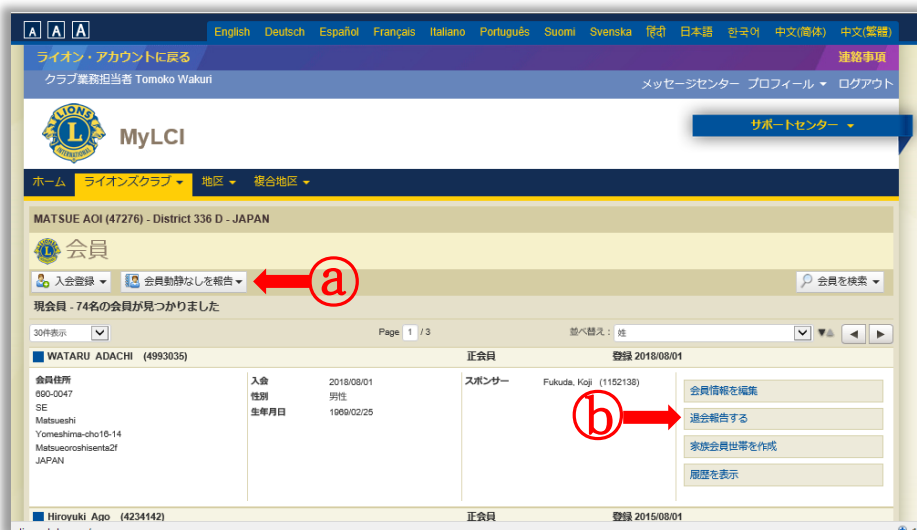 A A A English Deutsch Español Français Italiano Português Suomi Svenska हिंदी 日本語 한국어 中文(简体) 中文(繁體)
ライオン・アカウントに戻る 連絡事項
クラブ業務担当者 Tomoko Wakuri メッセージセンター プロフィール ログアウト
サポートセンター
LIONS
L
INTERNATIONAL
MyLCI
ホーム ライオンズクラブ 地区 複合地区
MATSUE AOI (47276) - District 336 D - JAPAN
会員
入会登録 会員動静なしを報告 ⓐ 会員を検索
現会員 - 74名の会員が見つかりました
30件表示 Page 1 /3 並べ替え: 姓
WATARU ADACHI (4993035) 正会員 登録 2018/08/01
会員住所
690-0047
SE
Matsueshi
Yomeshima-cho16-14
Matsueoroshisenta2f
JAPAN
入会 2018/08/01
性別 男性
生年月日 1969/02/25
スポンサー Fukuda, Koji (1152138)
会員情報を編集
ⓑ 退会報告する
家族会員世帯を作成
履歴を表示
Hiroyuki Ago (4234142) 正会員 登録 2015/08/01